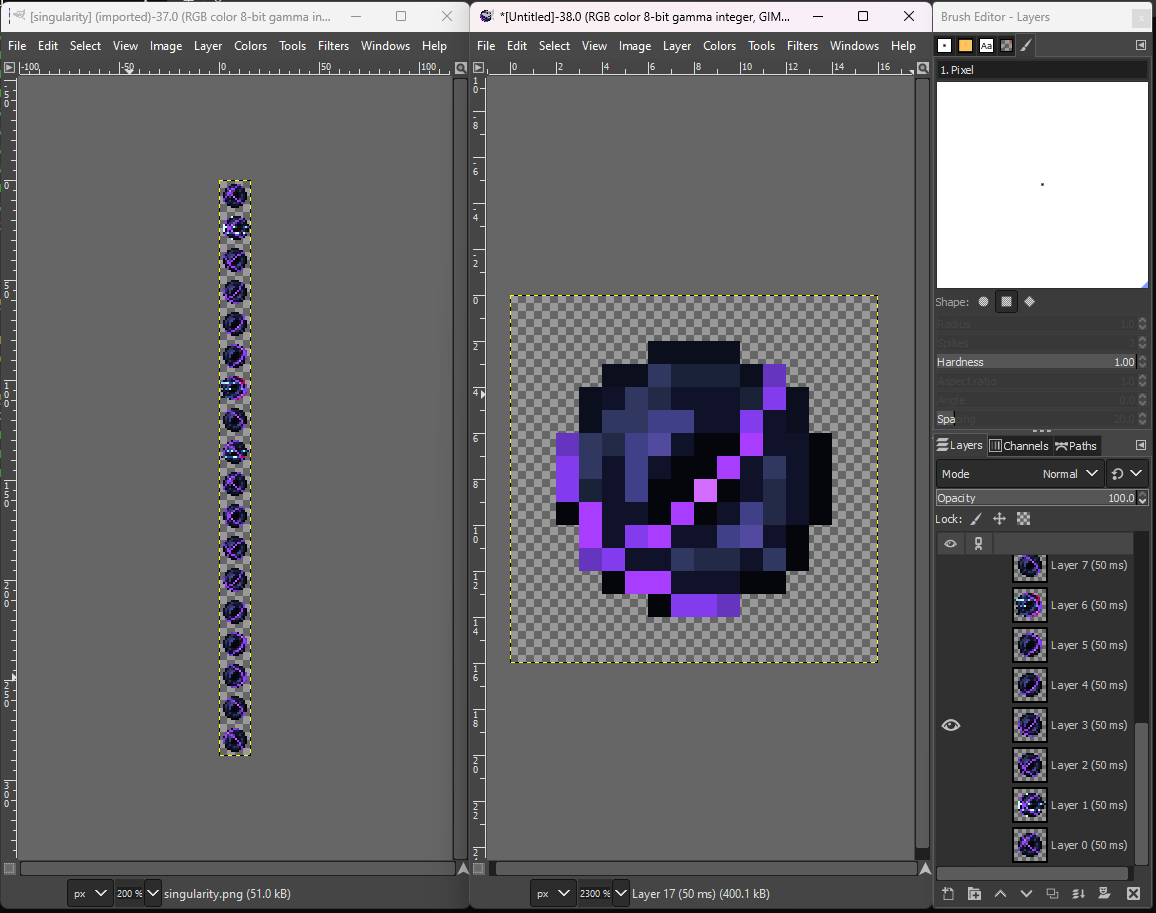 [singularity] (imported)-37.0 (RGB color 8-bit gamma in...
*[Untitled]-38.0 (RGB color 8-bit gamma integer, GIM...
Brush Editor - Layers
File Edit Select View Image Layer Colors Tools Filters Windows Help
File Edit Select View Image Layer Colors Tools Filters Windows Help
Aa
-100 -50 0 50 100
0 2 4 6 8 10 12 14 16
1. Pixel
Shape:
Radius 1.0
Spikes 2
Hardness 1.00
Aspect ratio 1.0
Angle 0.0
Spacing 20.0
Layers Channels Paths
Mode Normal
Opacity 100.0
Lock:
Layer 7 (50 ms)
Layer 6 (50 ms)
Layer 5 (50 ms)
Layer 4 (50 ms)
Layer 3 (50 ms)
Layer 2 (50 ms)
Layer 1 (50 ms)
Layer 0 (50 ms)
px 200 % singularity.png (51.0 kB)
px 2300 % Layer 17 (50 ms) (400.1 kB)